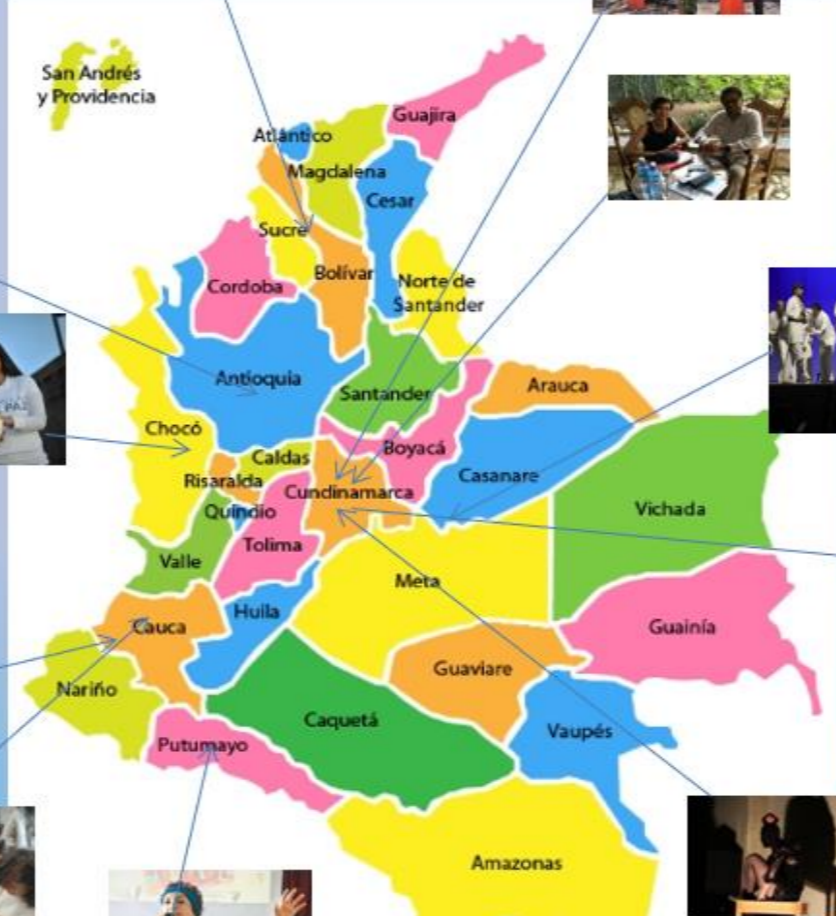 San Andrés
y Providencia
Guajira
Atlántico
Magdalena
Cesar
Sucre
Bolívar
Cordoba
Norte de
Santander
Antioquia
Santander
Arauca
Chocó
Boyacá
Caldas
Casanare
Risaralda
Cundinamarca
Quindio
Vichada
Tolima
Valle
Meta
Huila
Cauca
Guainía
Guaviare
Nariño
Caquetá
Vaupés
Putumayo
Amazonas